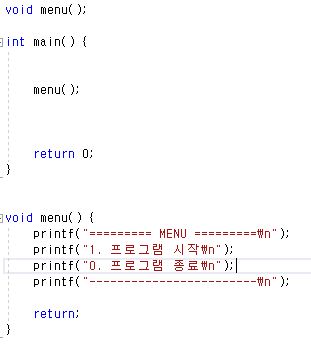 void menu();
int main() {
menu();
return 0;
}
void menu() {
printf("========= MENU =========₩n");
printf("1. 프로그램 시작₩n");
printf("0. 프로그램 종료₩n");
printf("------------------------₩n");
return;
}